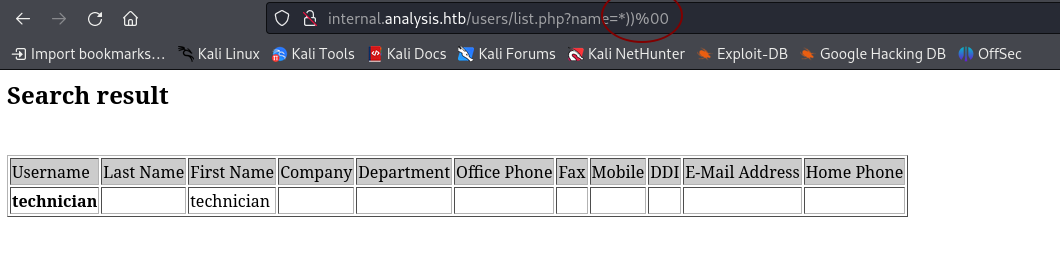 internal.analysis.htb/users/list.php?name=*))%00
Import bookmarks... Kali Linux Kali Tools Kali Docs Kali Forums Kali NetHunter Exploit-DB Google Hacking DB OffSec
Search result
Username Last Name First Name Company Department Office Phone Fax Mobile DDI E-Mail Address Home Phone
technician technician